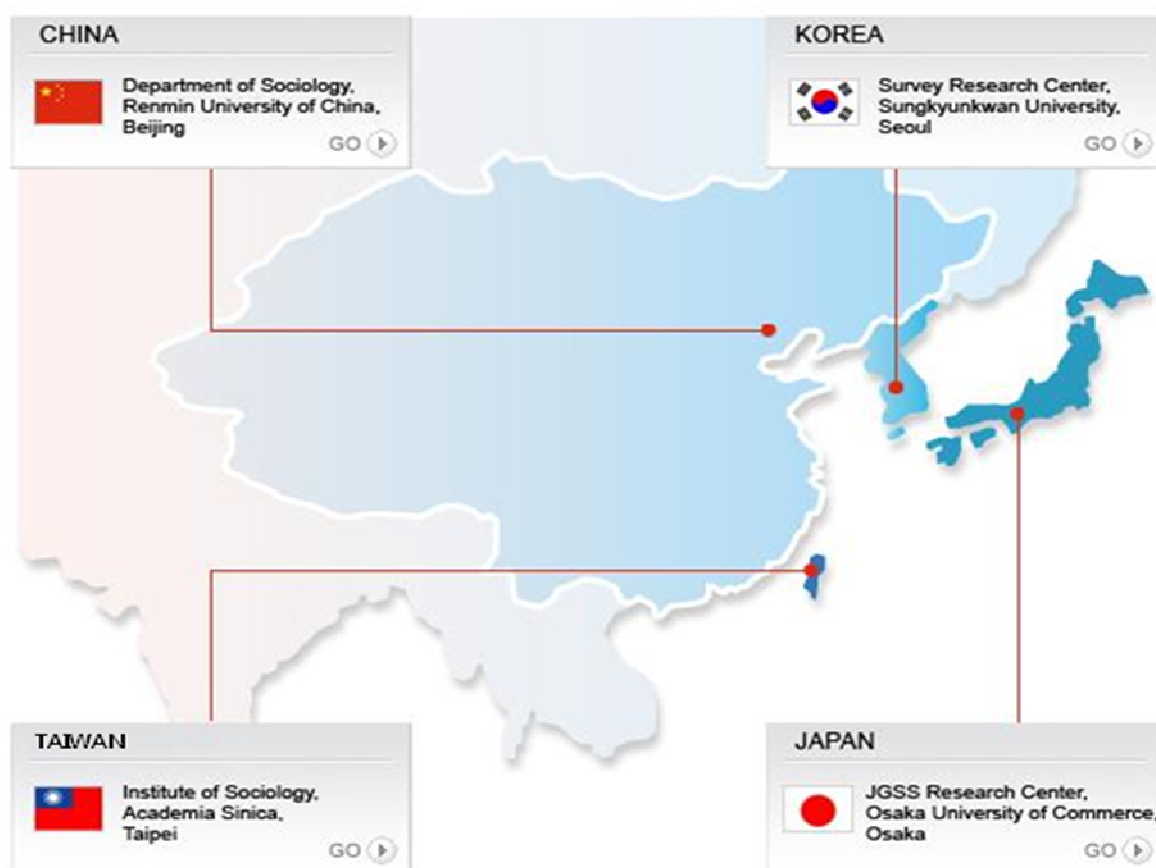 CHINA
Department of Sociology,
Renmin University of China,
Beijing
GO
KOREA
Survey Research Center,
Sungkyunkwan University,
Seoul
GO
TAIWAN
Institute of Sociology,
Academia Sinica,
Taipei
GO
JAPAN
JGSS Research Center,
Osaka University of Commerce,
Osaka
GO